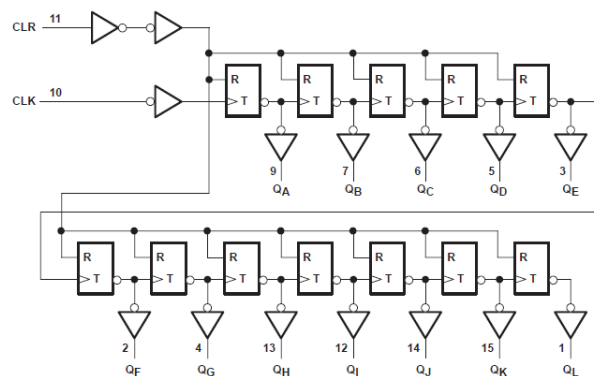 CLR 11
R R R R R
CLK 10 T T T T T
9 7 6 5 3
QA QB QC QD QE
R R R R R R R
T T T T T T T
2 4 13 12 14 15 1
QF QG QH QI QJ QK QL